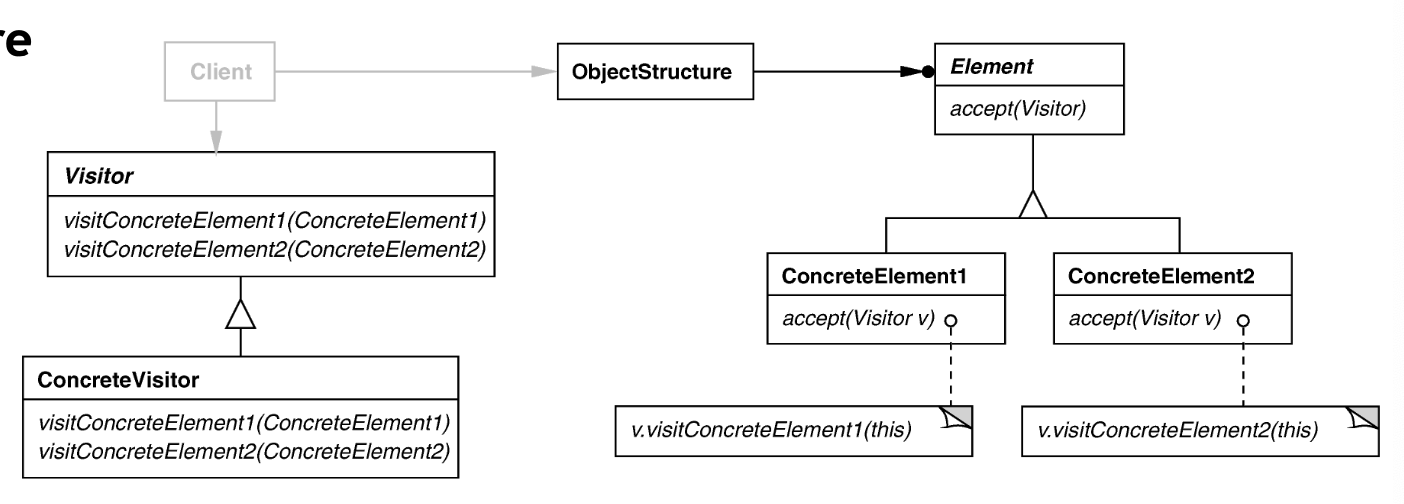 re
Client
ObjectStructure
Element
accept(Visitor)
Visitor
visitConcreteElement1(ConcreteElement1)
visitConcreteElement2(ConcreteElement2)
ConcreteElement1
accept(Visitor v)
ConcreteElement2
accept(Visitor v)
ConcreteVisitor
visitConcreteElement1(ConcreteElement1)
visitConcreteElement2(ConcreteElement2)
v.visitConcreteElement1(this)
v.visitConcreteElement2(this)